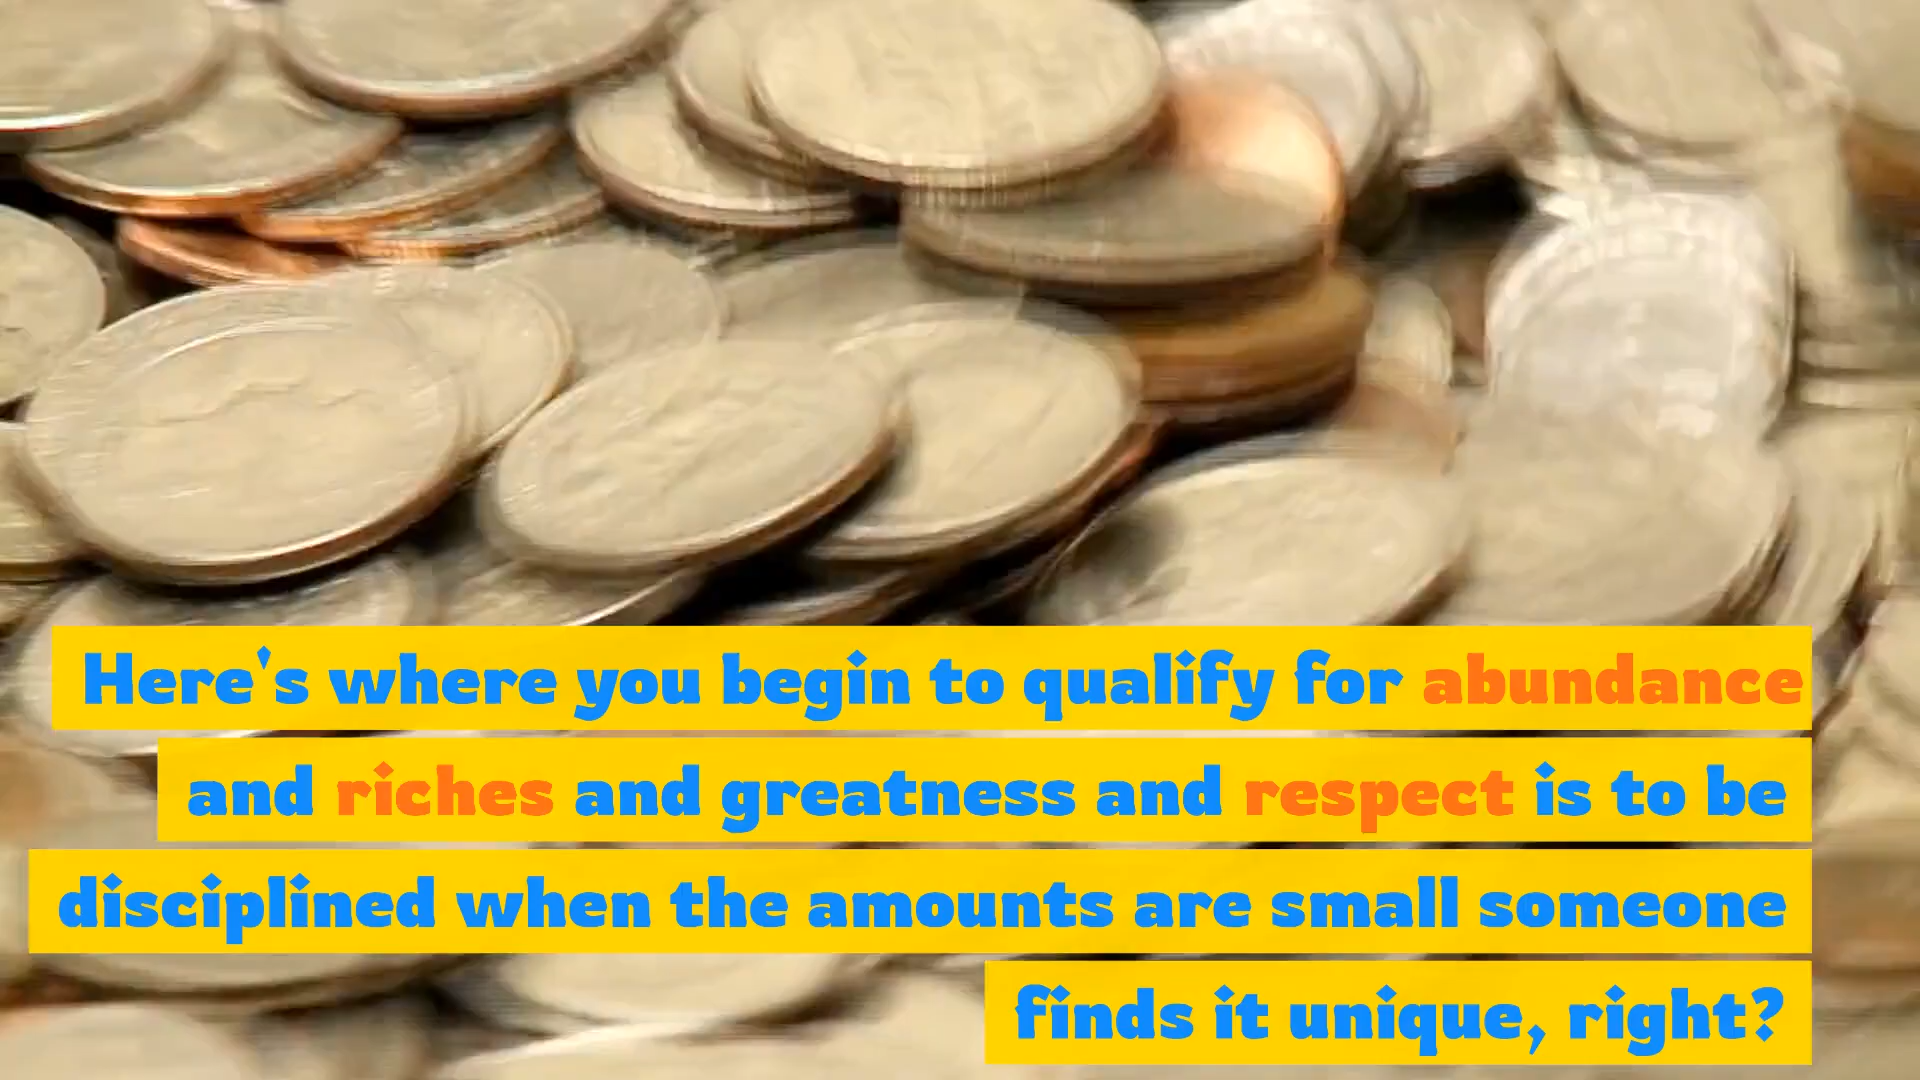 Here's where you begin to qualify for abundance
and riches and greatness and respect is to be
disciplined when the amounts are small someone
finds it unique, right?